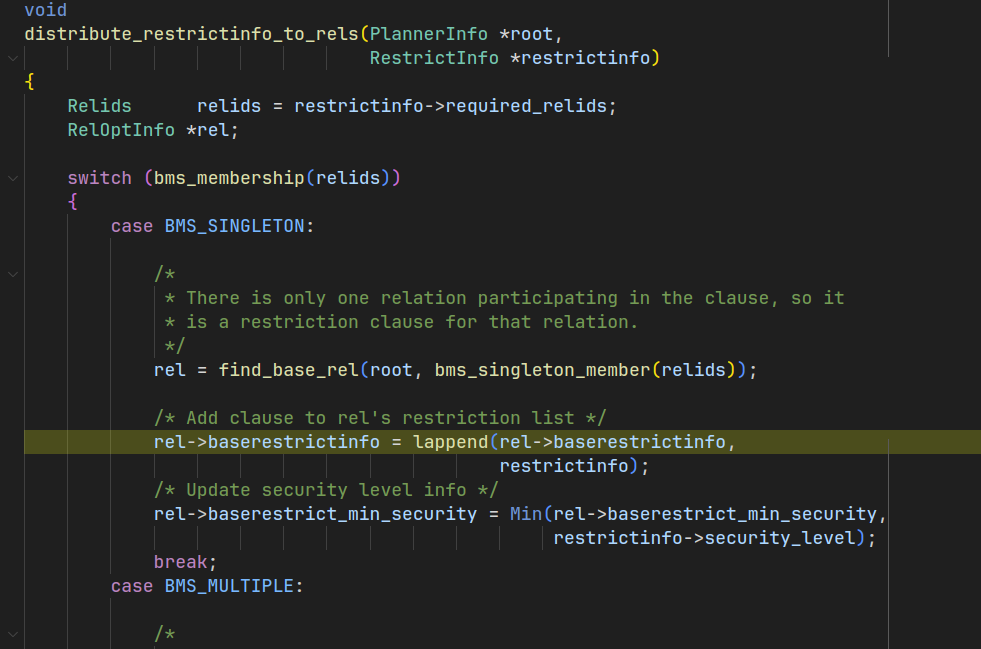 void
distribute_restrictinfo_to_rels(PlannerInfo *root,
                                RestrictInfo *restrictinfo)
{
    Relids      relids = restrictinfo->required_relids;
    RelOptInfo *rel;

    switch (bms_membership(relids))
    {
        case BMS_SINGLETON:

            /*
             * There is only one relation participating in the clause, so it
             * is a restriction clause for that relation.
             */
            rel = find_base_rel(root, bms_singleton_member(relids));

            /* Add clause to rel's restriction list */
            rel->baserestrictinfo = lappend(rel->baserestrictinfo,
                                            restrictinfo);
            /* Update security level info */
            rel->baserestrict_min_security = Min(rel->baserestrict_min_security,
                                                 restrictinfo->security_level);
            break;
        case BMS_MULTIPLE:

            /*